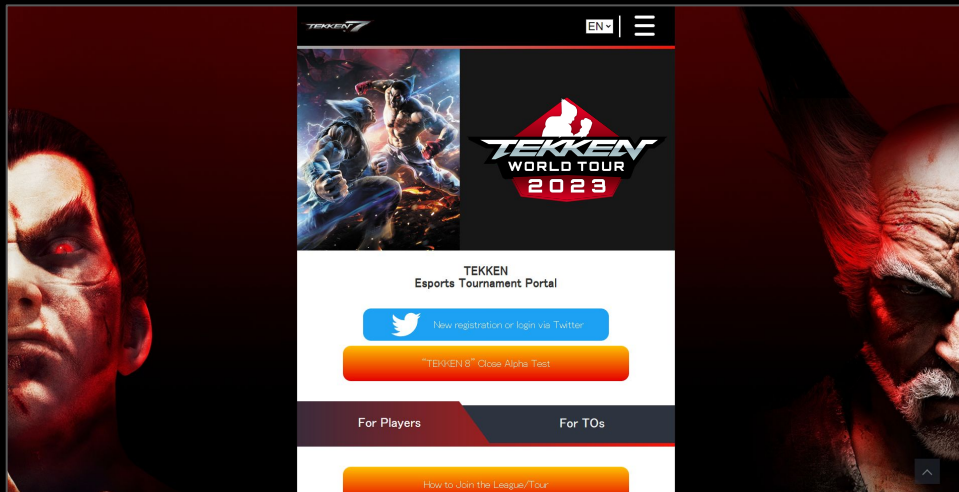 TEKKEN 7
EN
TEKKEN
WORLD TOUR
2023
TEKKEN
Esports Tournament Portal
New registration or login via Twitter
"TEKKEN 8" Close Alpha Test
For Players
For TOs
How to Join the League/Tour